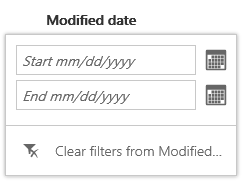 Modified date
Start mm/dd/yyyy
End mm/dd/yyyy
Clear filters from Modified...